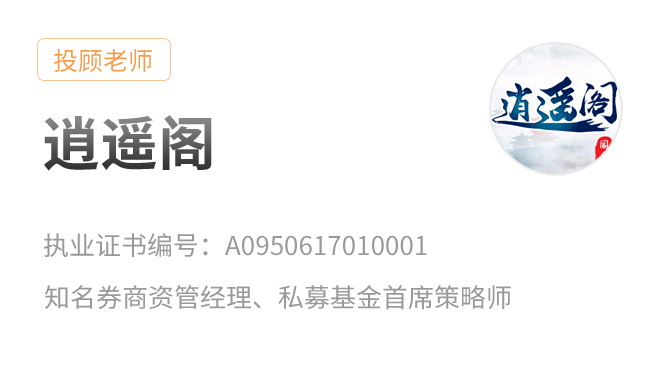 投顾老师
逍遥阁
逍遥阁
阁
执业证书编号：A0950617010001
知名券商资管经理、私募基金首席策略师